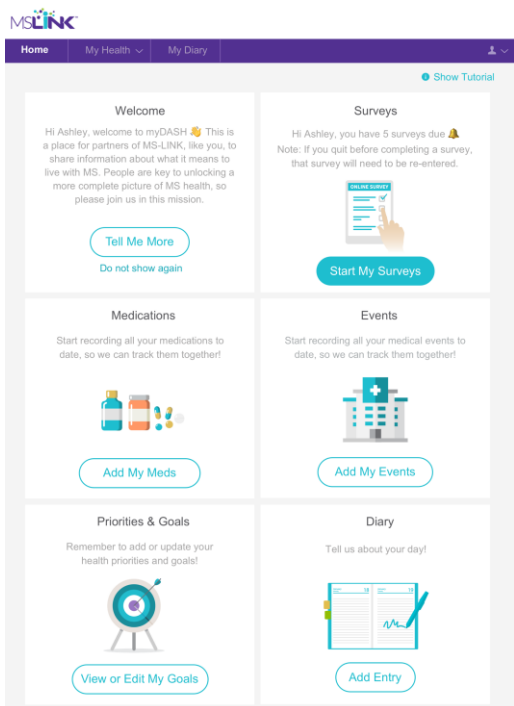 MSLINK
Home My Health My Diary
Show Tutorial
Welcome
Hi Ashley, welcome to myDASH 👋 This is
a place for partners of MS-LINK, like you, to
share information about what it means to
live with MS. People are key to unlocking a
more complete picture of MS health, so
please join us in this mission.
Tell Me More
Do not show again
Surveys
Hi Ashley, you have 5 surveys due 🔔
Note: If you quit before completing a survey,
that survey will need to be re-entered.
ONLINE SURVEY
Start My Surveys
Medications
Start recording all your medications to
date, so we can track them together!
Add My Meds
Events
Start recording all your medical events to
date, so we can track them together!
Add My Events
Priorities & Goals
Remember to add or update your
health priorities and goals!
View or Edit My Goals
Diary
Tell us about your day!
Add Entry